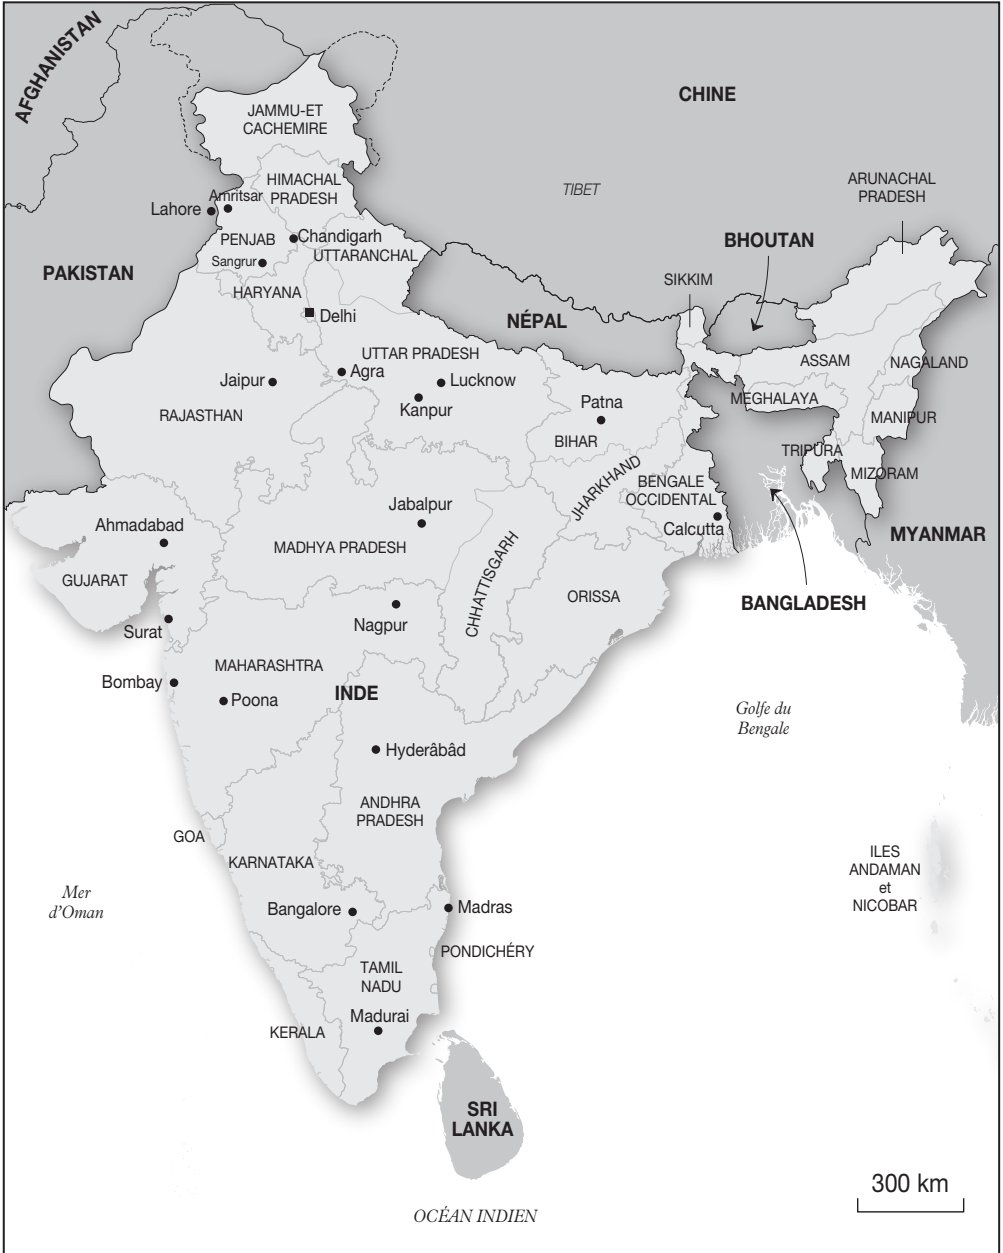 AFGHANISTAN
CHINE
JAMMU-ET
CACHEMIRE
TIBET
ARUNACHAL
PRADESH
HIMACHAL
PRADESH
Amritsar
Lahore
PENJAB
Chandigarh
UTTARANCHAL
Sangrur
BHOUTAN
PAKISTAN
SIKKIM
HARYANA
Delhi
NÉPAL
UTTAR PRADESH
ASSAM
NAGALAND
Agra
Jaipur
Lucknow
Kanpur
RAJASTHAN
Patna
MEGHALAYA
MANIPUR
BIHAR
TRIPURA
JHARKHAND
MIZORAM
BENGALE
OCCIDENTAL
Jabalpur
Ahmadabad
Calcutta
MYANMAR
MADHYA PRADESH
CHHATTISGARH
GUJARAT
ORISSA
BANGLADESH
Nagpur
Surat
MAHARASHTRA
Bombay
INDE
Poona
Golfe du
Bengale
Hyderâbâd
ANDHRA
PRADESH
GOA
KARNATAKA
ILES
ANDAMAN
et
NICOBAR
Mer
d'Oman
Bangalore
Madras
PONDICHÉRY
TAMIL
NADU
Madurai
KERALA
SRI
LANKA
300 km
OCÉAN INDIEN